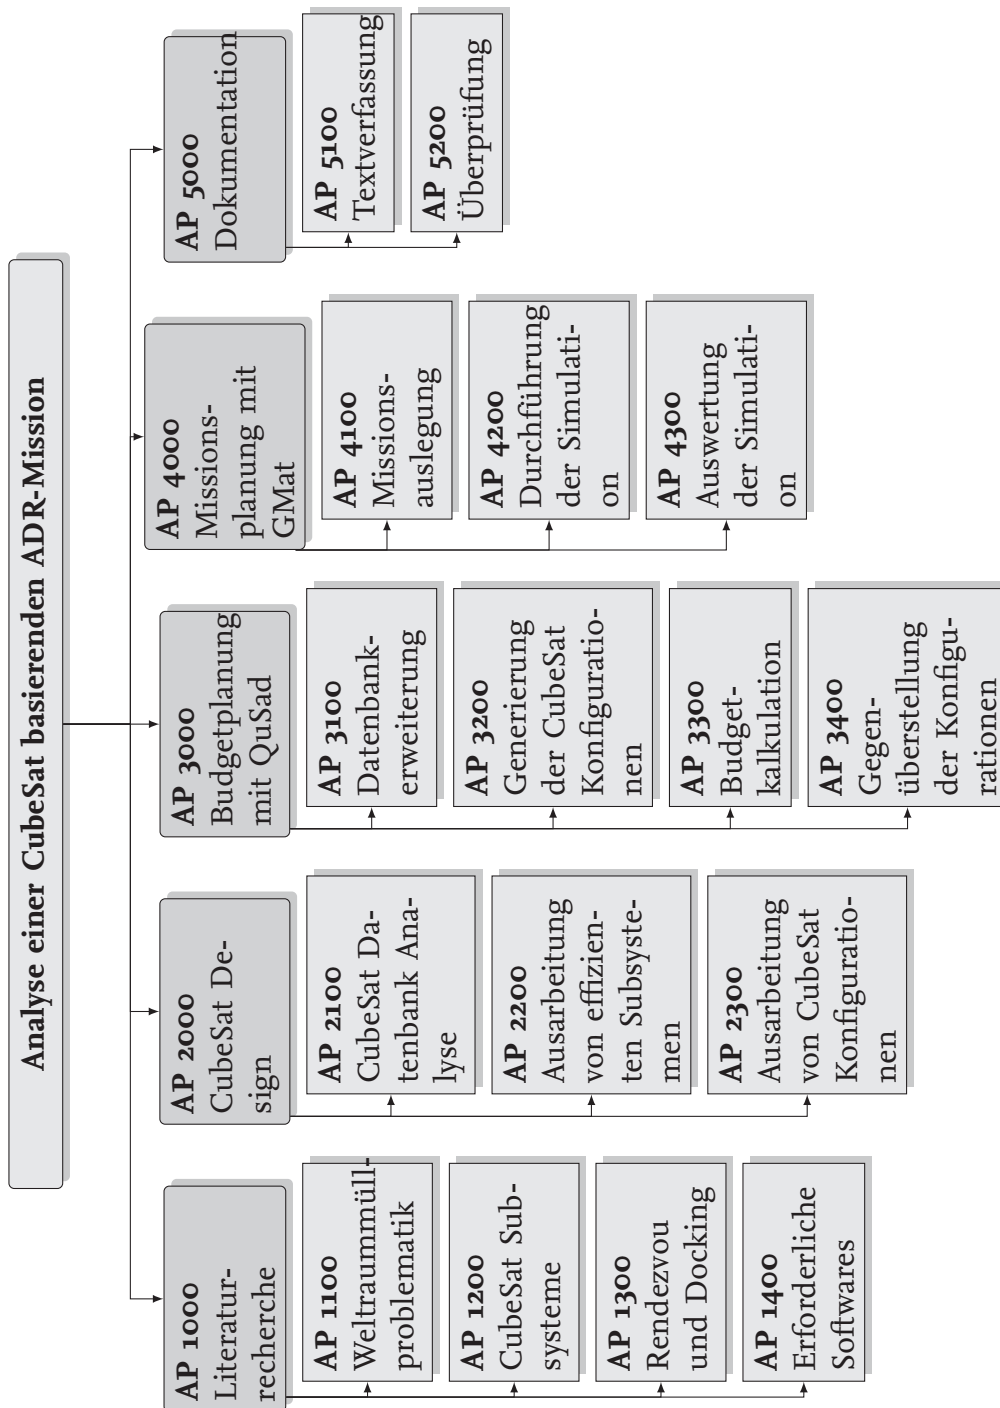 Analyse einer CubeSat basierenden ADR-Mission
AP 1000
Literatur-
recherche
AP 1100
Weltraummüll-
problematik
AP 1200
CubeSat Sub-
systeme
AP 1300
Rendezvou
und Docking
AP 1400
Erforderliche
Softwares
AP 2000
CubeSat De-
sign
AP 2100
CubeSat Da-
tenbank Ana-
lyse
AP 2200
Ausarbeitung
von effizien-
ten Subsyste-
men
AP 2300
Ausarbeitung
von CubeSat
Konfiguratio-
nen
AP 3000
Budgetplanung
mit QuSad
AP 3100
Datenbank-
erweiterung
AP 3200
Generierung
der CubeSat
Konfiguratio-
nen
AP 3300
Budget-
kalkulation
AP 3400
Gegen-
überstellung
der Konfigu-
rationen
AP 4000
Missions-
planung mit
GMat
AP 4100
Missions-
auslegung
AP 4200
Durchführung
der Simulati-
on
AP 4300
Auswertung
der Simulati-
on
AP 5000
Dokumentation
AP 5100
Textverfassung
AP 5200
Überprüfung